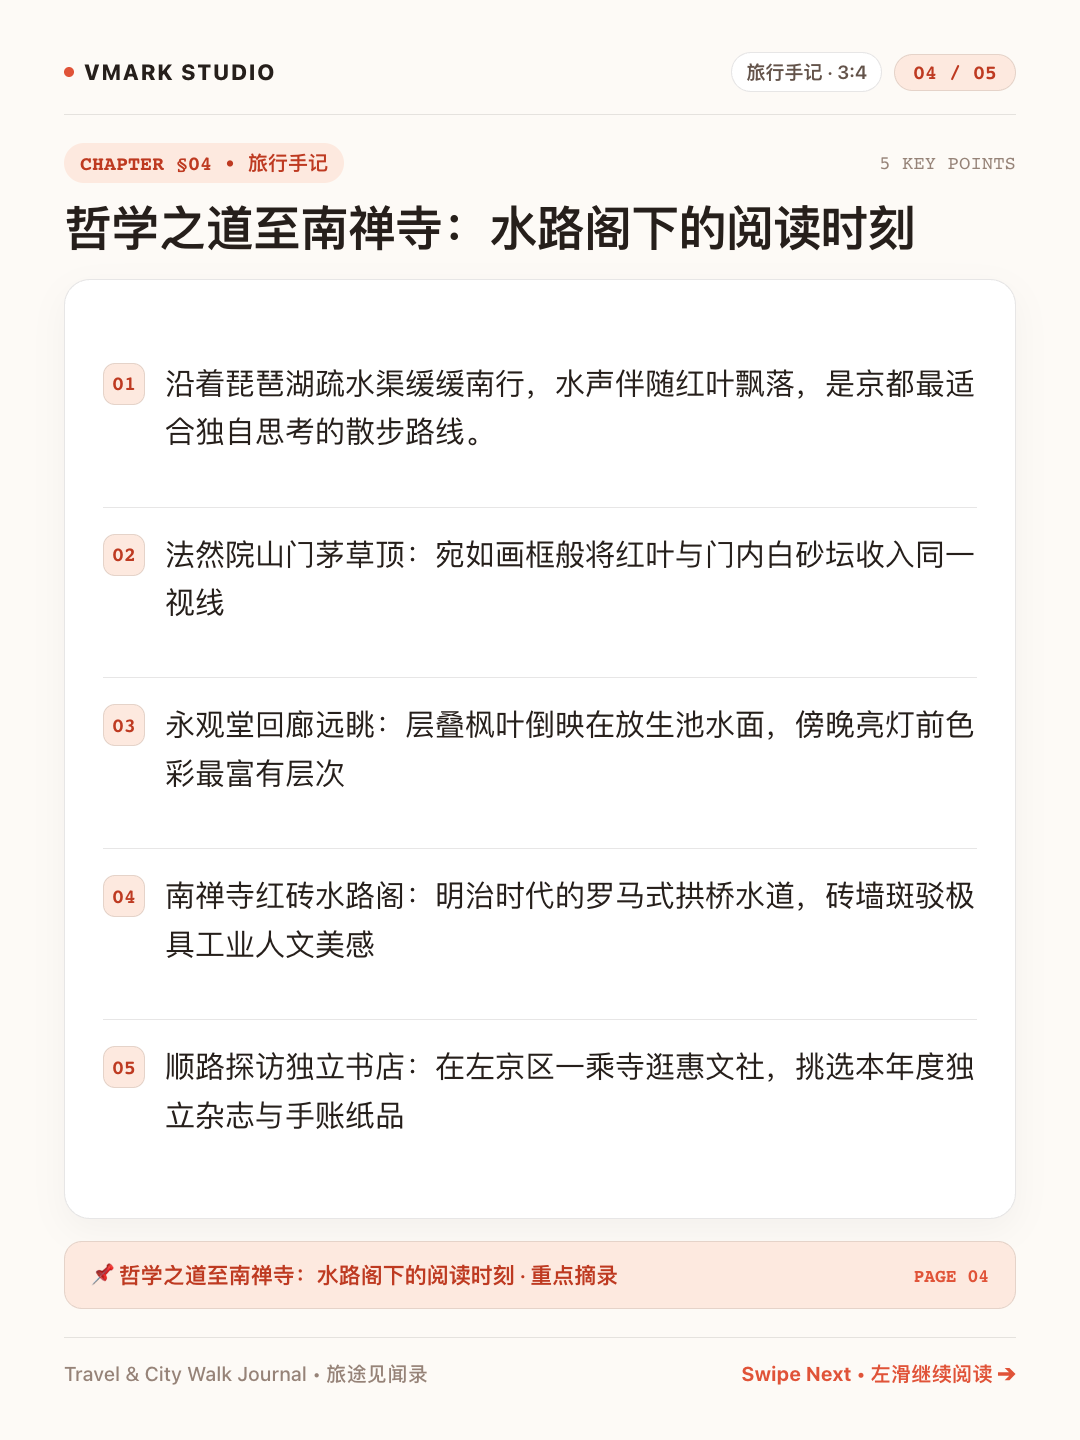 VMARK STUDIO
旅行手记 · 3:4
04 / 05
CHAPTER §04 • 旅行手记
5 KEY POINTS
哲学之道至南禅寺：水路阁下的阅读时刻
01
沿着琵琶湖疏水渠缓缓南行，水声伴随红叶飘落，是京都最适
合独自思考的散步路线。
02
法然院山门茅草顶：宛如画框般将红叶与门内白砂坛收入同一
视线
03
永观堂回廊远眺：层叠枫叶倒映在放生池水面，傍晚亮灯前色
彩最富有层次
04
南禅寺红砖水路阁：明治时代的罗马式拱桥水道，砖墙斑驳极
具工业人文美感
05
顺路探访独立书店：在左京区一乘寺逛惠文社，挑选本年度独
立杂志与手账纸品
📌 哲学之道至南禅寺：水路阁下的阅读时刻 · 重点摘录
PAGE 04
Travel & City Walk Journal • 旅途见闻录
Swipe Next • 左滑继续阅读 ➔